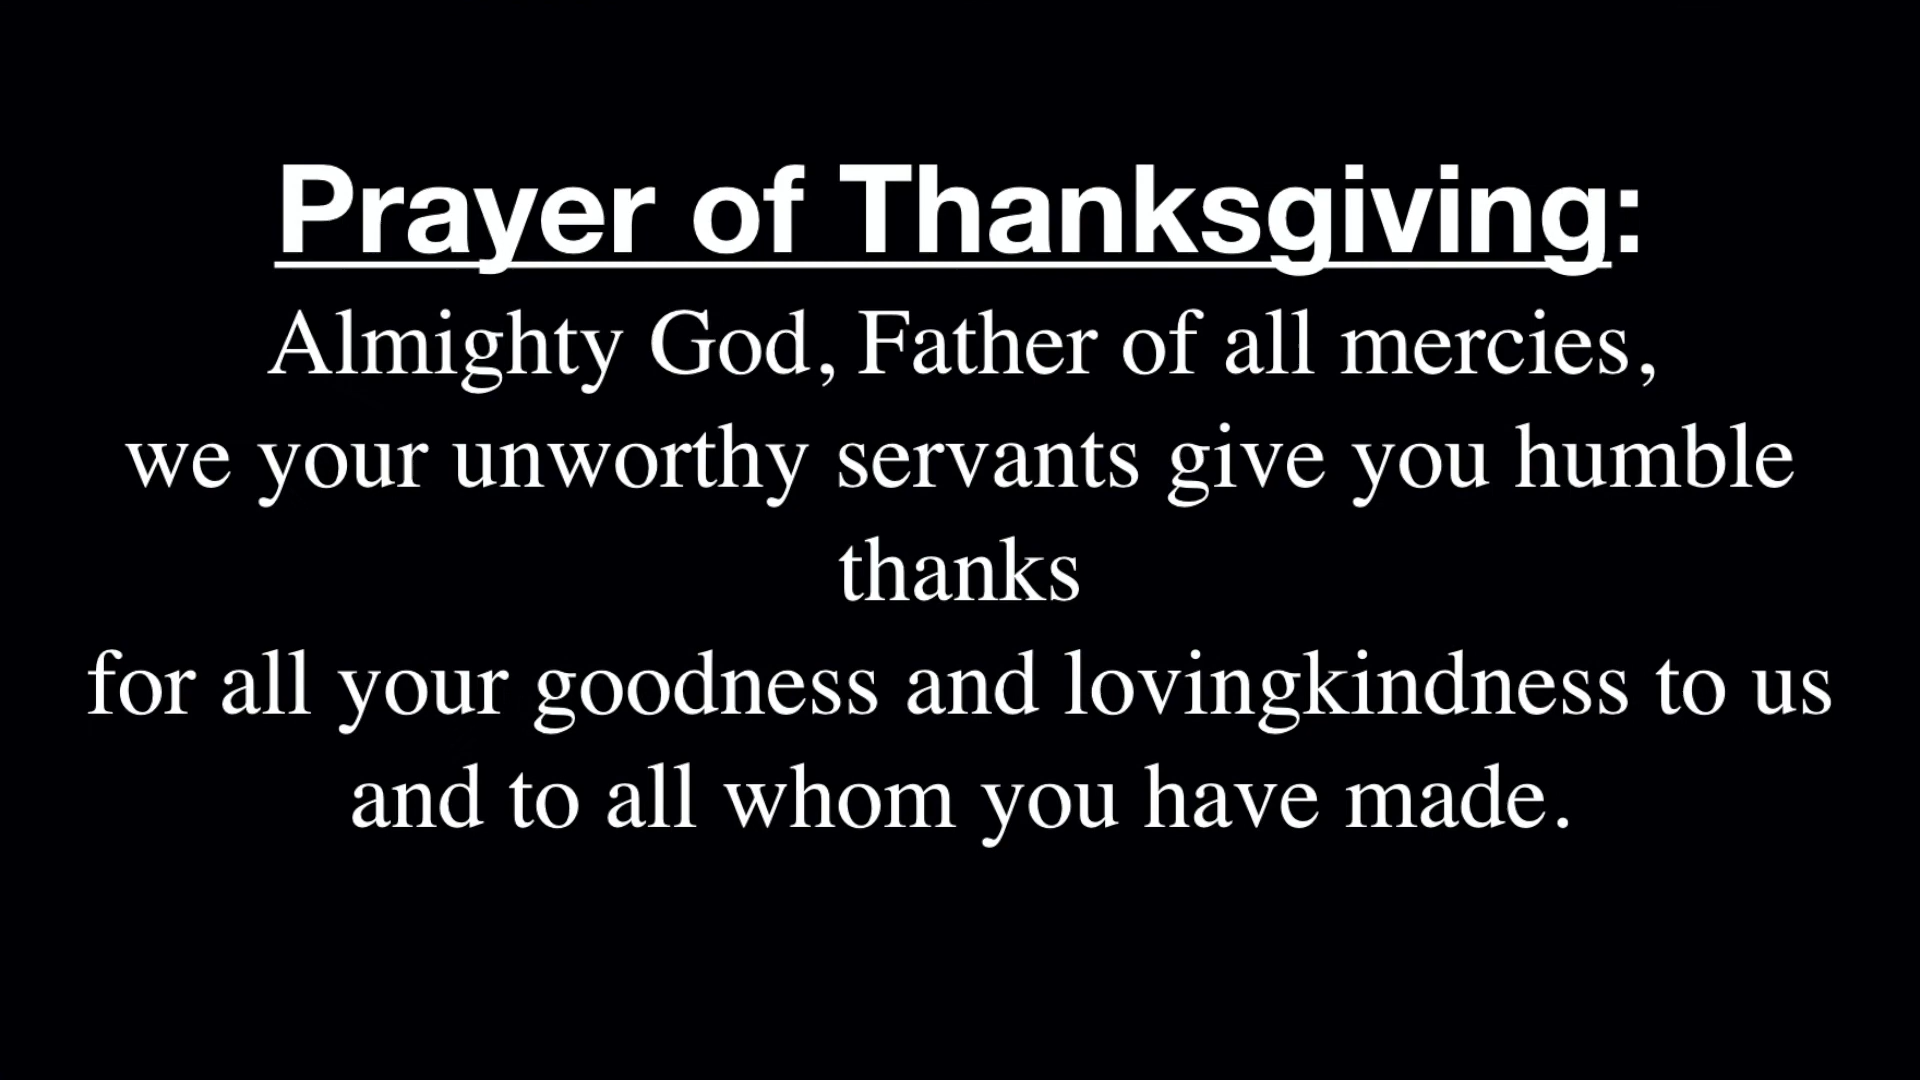 Prayer of Thanksgiving:
Almighty God, Father of all mercies,
we your unworthy servants give you humble
thanks
for all your goodness and lovingkindness to us
and to all whom you have made.